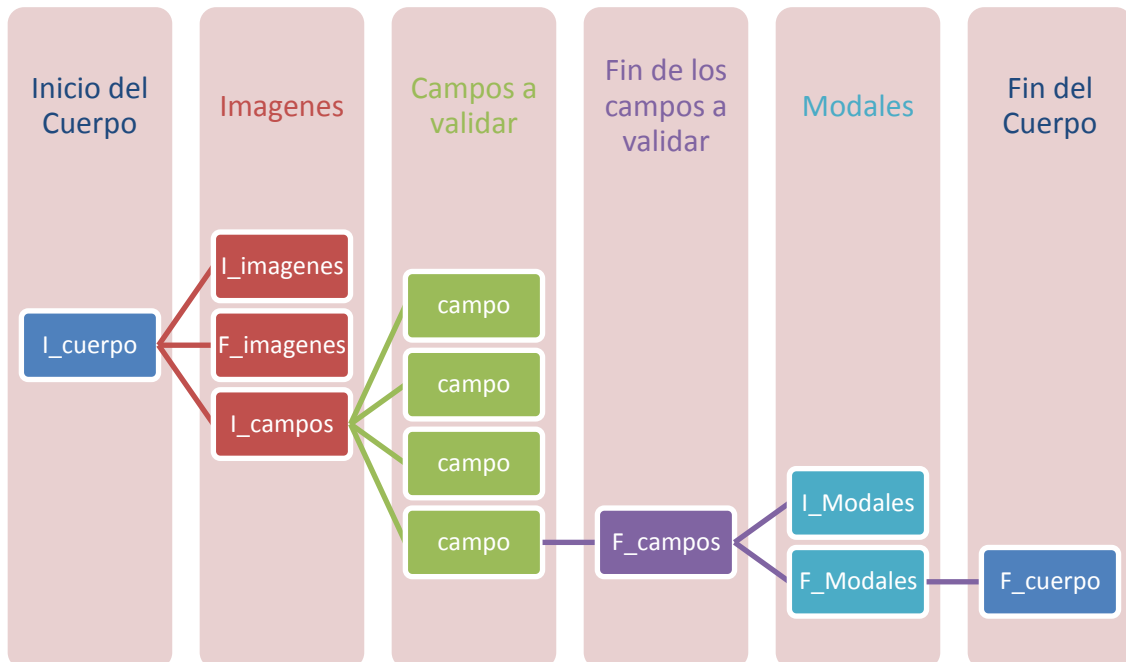 Inicio del
Cuerpo
Imagenes
Campos a
validar
Fin de los
campos a
validar
Modales
Fin del
Cuerpo
I_cuerpo
I_imagenes
F_imagenes
I_campos
campo
campo
campo
campo
F_campos
I_Modales
F_Modales
F_cuerpo